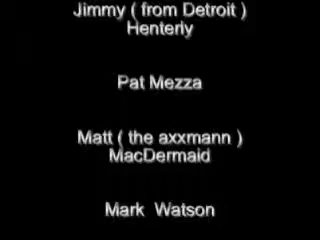 Jimmy ( from Detroit )
Henterly
Pat Mezza
Matt ( the axxmann )
MacDermaid
Mark Watson